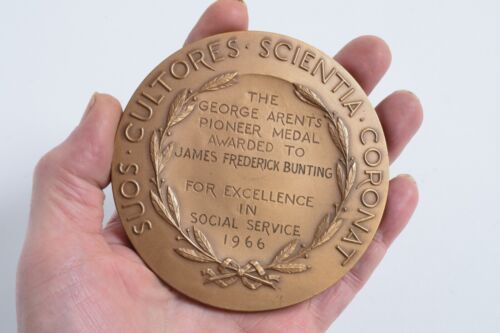 SUOS · CULTORES · SCIENTIA · CORONAT
THE
GEORGE ARENTS
PIONEER MEDAL
AWARDED TO
JAMES FREDERICK BUNTING
FOR EXCELLENCE
IN
SOCIAL SERVICE
1966